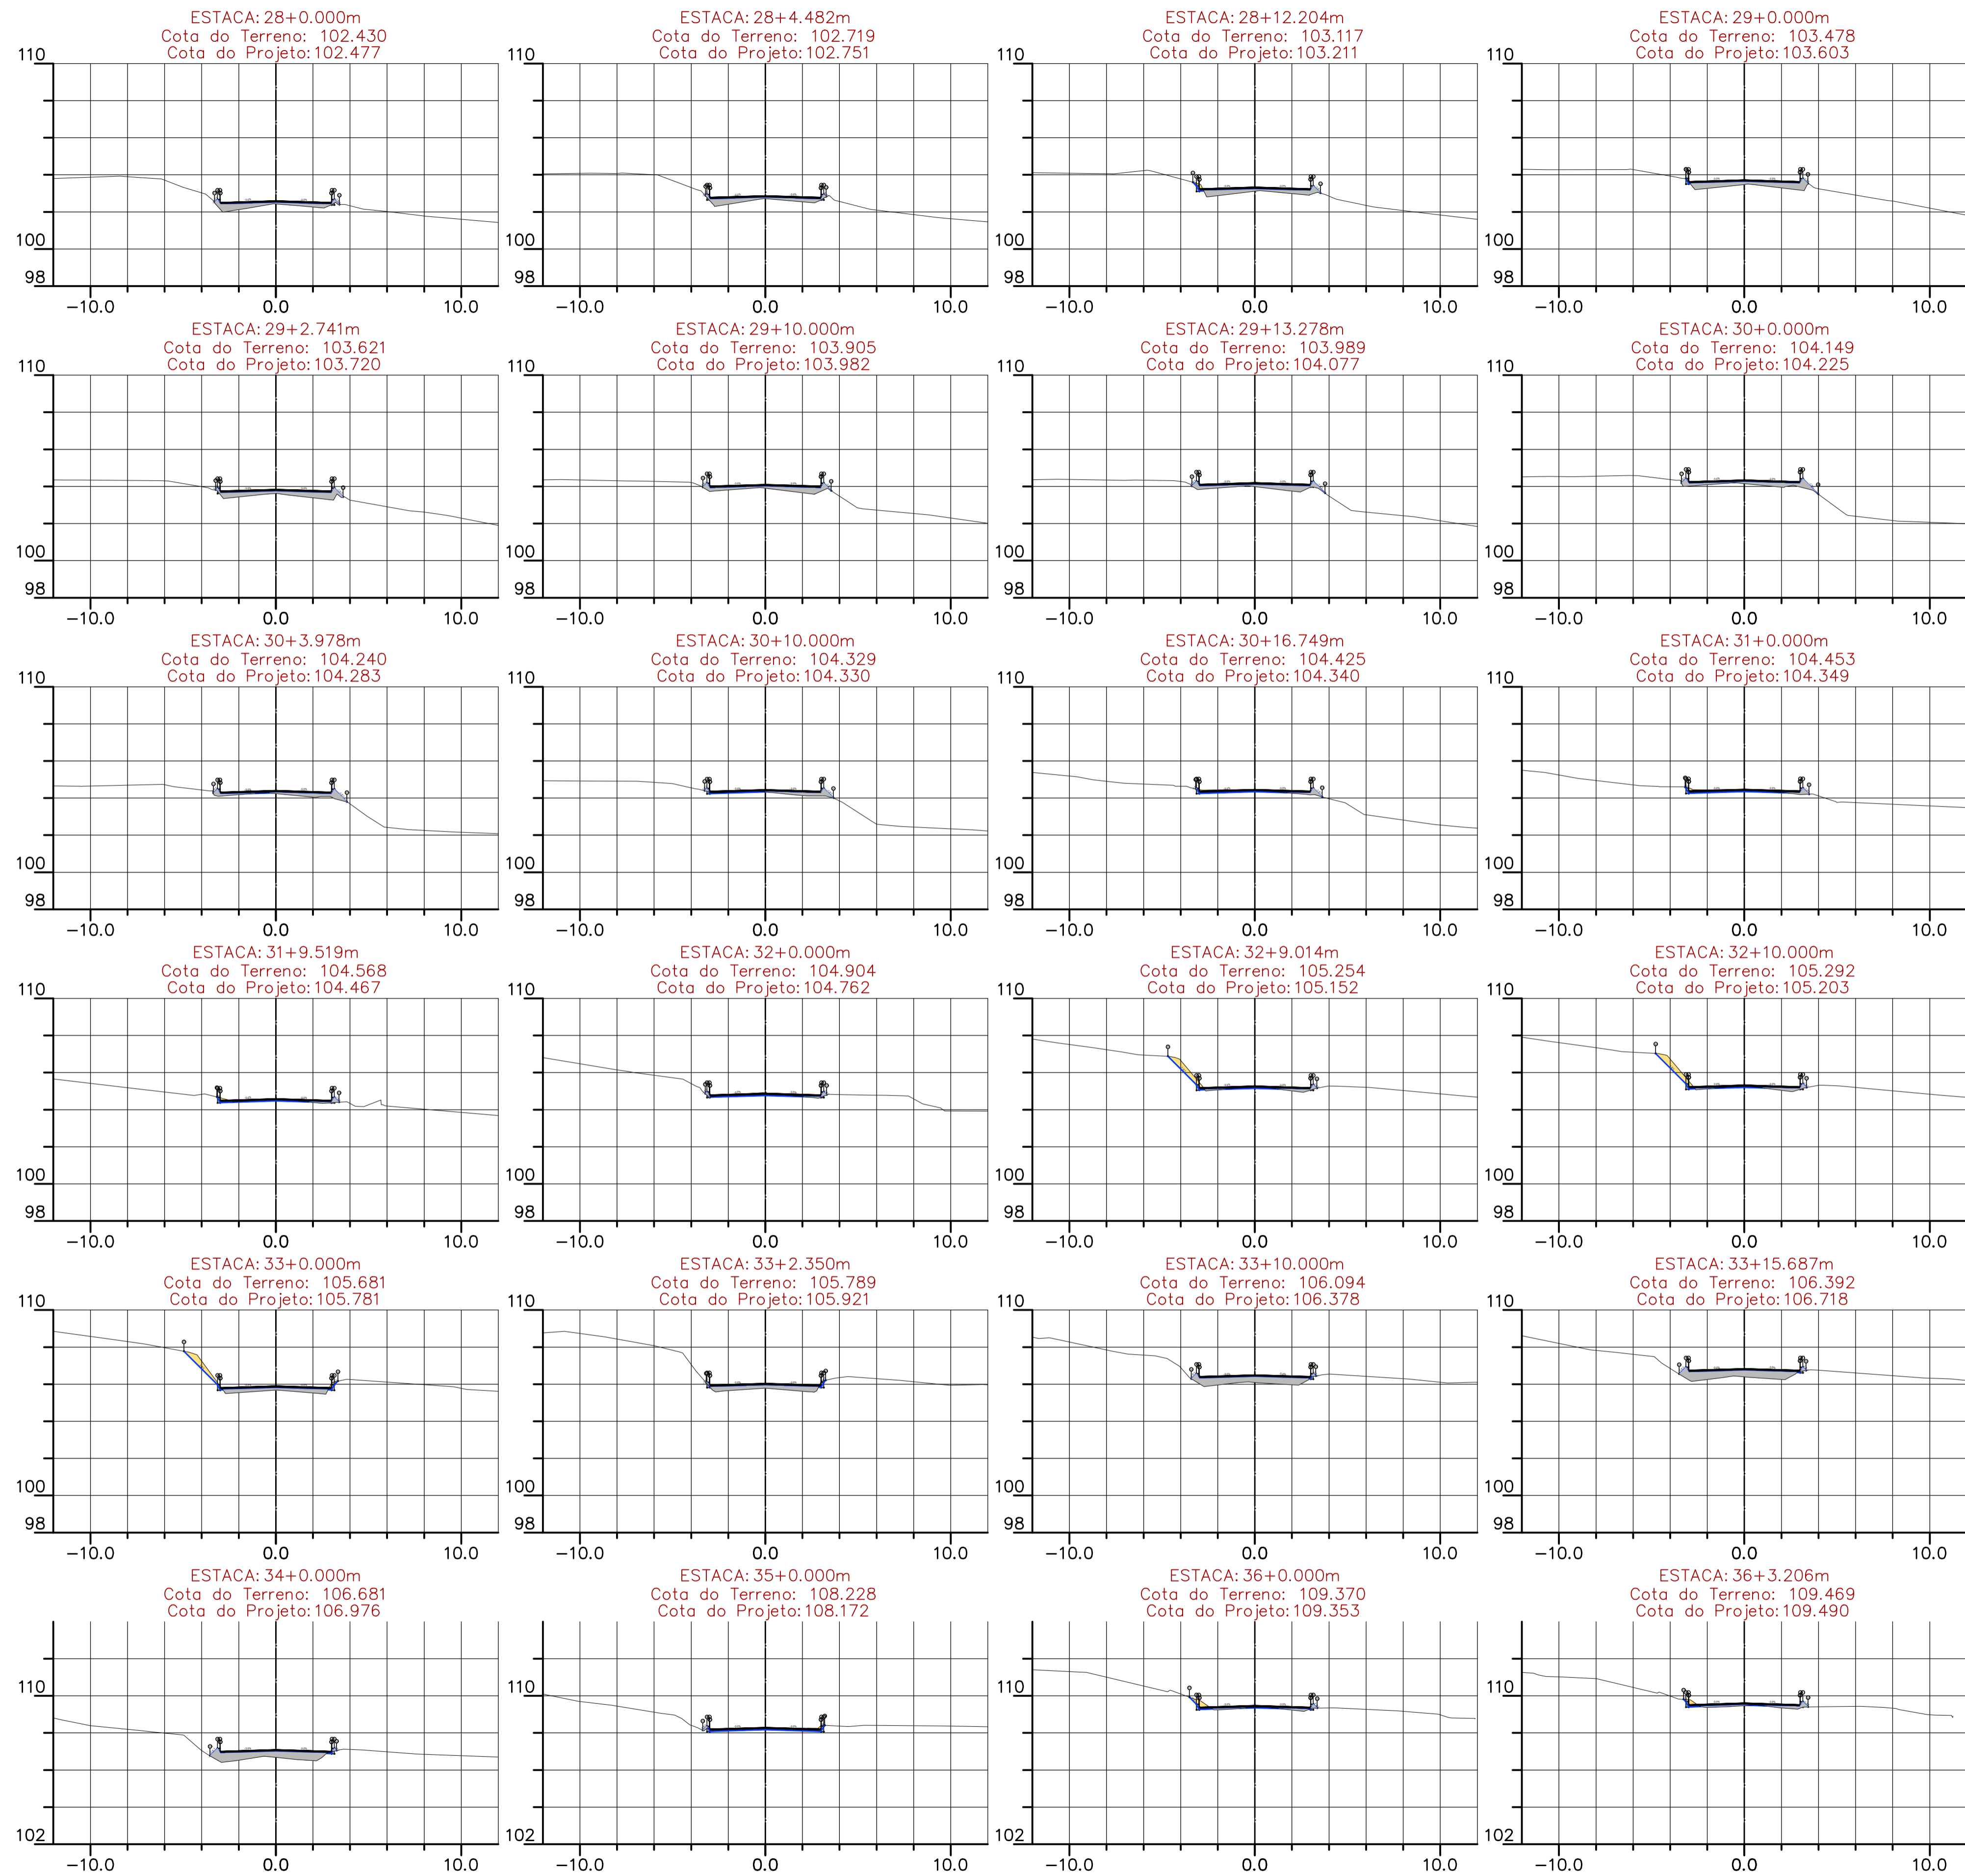 ESTACA: 28+0.000m
Cota do Terreno: 102.430
Cota do Projeto: 102.477
110
100
98
-10.0 0.0 10.0
ESTACA: 28+4.482m
Cota do Terreno: 102.719
Cota do Projeto: 102.751
110
100
98
-10.0 0.0 10.0
ESTACA: 28+12.204m
Cota do Terreno: 103.117
Cota do Projeto: 103.211
110
100
98
-10.0 0.0 10.0
ESTACA: 29+0.000m
Cota do Terreno: 103.478
Cota do Projeto: 103.603
110
100
98
-10.0 0.0 10.0
ESTACA: 29+2.741m
Cota do Terreno: 103.621
Cota do Projeto: 103.720
110
100
98
-10.0 0.0 10.0
ESTACA: 29+10.000m
Cota do Terreno: 103.905
Cota do Projeto: 103.982
110
100
98
-10.0 0.0 10.0
ESTACA: 29+13.278m
Cota do Terreno: 103.989
Cota do Projeto: 104.077
110
100
98
-10.0 0.0 10.0
ESTACA: 30+0.000m
Cota do Terreno: 104.149
Cota do Projeto: 104.225
110
100
98
-10.0 0.0 10.0
ESTACA: 30+3.978m
Cota do Terreno: 104.240
Cota do Projeto: 104.283
110
100
98
-10.0 0.0 10.0
ESTACA: 30+10.000m
Cota do Terreno: 104.329
Cota do Projeto: 104.330
110
100
98
-10.0 0.0 10.0
ESTACA: 30+16.749m
Cota do Terreno: 104.425
Cota do Projeto: 104.340
110
100
98
-10.0 0.0 10.0
ESTACA: 31+0.000m
Cota do Terreno: 104.453
Cota do Projeto: 104.349
110
100
98
-10.0 0.0 10.0
ESTACA: 31+9.519m
Cota do Terreno: 104.568
Cota do Projeto: 104.467
110
100
98
-10.0 0.0 10.0
ESTACA: 32+0.000m
Cota do Terreno: 104.904
Cota do Projeto: 104.762
110
100
98
-10.0 0.0 10.0
ESTACA: 32+9.014m
Cota do Terreno: 105.254
Cota do Projeto: 105.152
110
100
98
-10.0 0.0 10.0
ESTACA: 32+10.000m
Cota do Terreno: 105.292
Cota do Projeto: 105.203
110
100
98
-10.0 0.0 10.0
ESTACA: 33+0.000m
Cota do Terreno: 105.681
Cota do Projeto: 105.781
110
100
98
-10.0 0.0 10.0
ESTACA: 33+2.350m
Cota do Terreno: 105.789
Cota do Projeto: 105.921
110
100
98
-10.0 0.0 10.0
ESTACA: 33+10.000m
Cota do Terreno: 106.094
Cota do Projeto: 106.378
110
100
98
-10.0 0.0 10.0
ESTACA: 33+15.687m
Cota do Terreno: 106.392
Cota do Projeto: 106.718
110
100
98
-10.0 0.0 10.0
ESTACA: 34+0.000m
Cota do Terreno: 106.681
Cota do Projeto: 106.976
110
102
-10.0 0.0 10.0
ESTACA: 35+0.000m
Cota do Terreno: 108.228
Cota do Projeto: 108.172
110
102
-10.0 0.0 10.0
ESTACA: 36+0.000m
Cota do Terreno: 109.370
Cota do Projeto: 109.353
110
102
-10.0 0.0 10.0
ESTACA: 36+3.206m
Cota do Terreno: 109.469
Cota do Projeto: 109.490
110
102
-10.0 0.0 10.0